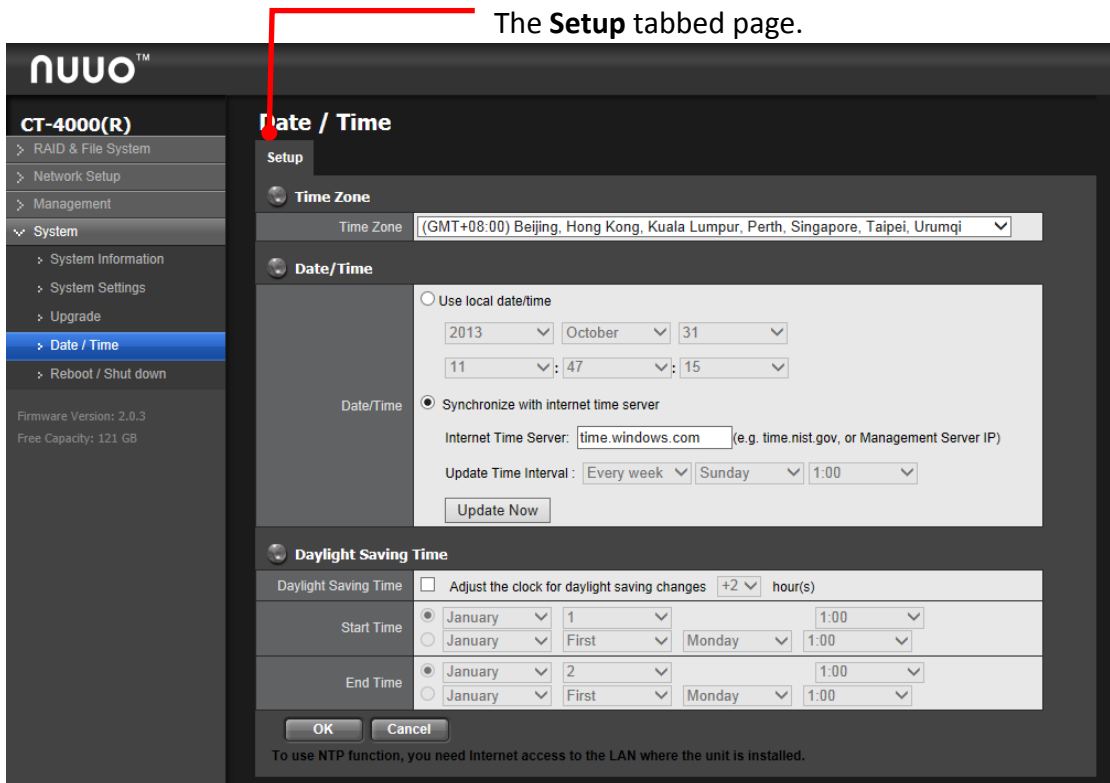 The Setup tabbed page.
nuuo™
CT-4000(R)
RAID & File System
Network Setup
Management
System
System Information
System Settings
Upgrade
Date / Time
Reboot / Shut down
Firmware Version: 2.0.3
Free Capacity: 121 GB
Date / Time
Setup
Time Zone
Time Zone (GMT+08:00) Beijing, Hong Kong, Kuala Lumpur, Perth, Singapore, Taipei, Urumqi
Date/Time
Date/Time
Use local date/time
2013 October 31
11 : 47 : 15
Synchronize with internet time server
Internet Time Server: time.windows.com (e.g. time.nist.gov, or Management Server IP)
Update Time Interval : Every week Sunday 1:00
Update Now
Daylight Saving Time
Daylight Saving Time Adjust the clock for daylight saving changes +2 hour(s)
Start Time
January 1 1:00
January First Monday 1:00
End Time
January 2 1:00
January First Monday 1:00
OK Cancel
To use NTP function, you need Internet access to the LAN where the unit is installed.